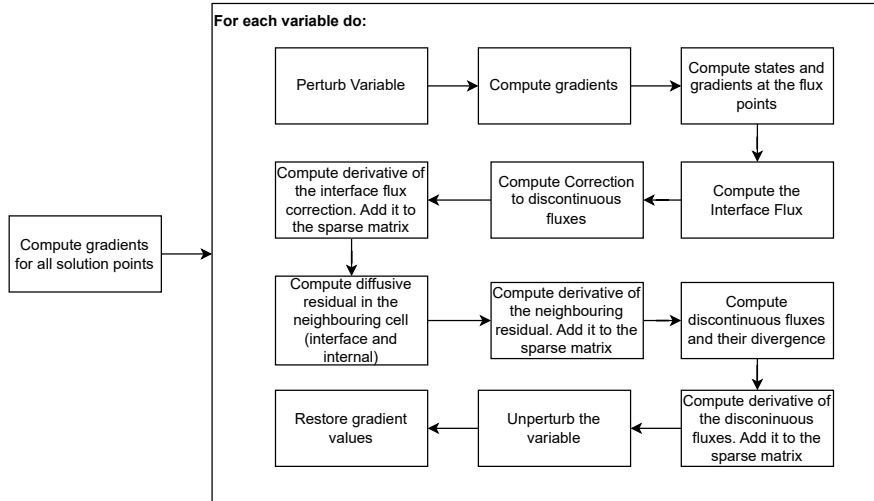 For each variable do:
Perturb Variable
Compute gradients
Compute states and
gradients at the flux
points
Compute the
Interface Flux
Compute Correction
to discontinuous
fluxes
Compute derivative of
the interface flux
correction. Add it to
the sparse matrix
Compute gradients
for all solution points
Compute diffusive
residual in the
neighbouring cell
(interface and
internal)
Compute derivative of
the neighbouring
residual. Add it to the
sparse matrix
Compute
discontinuous fluxes
and their divergence
Compute derivative of
the disconinuous
fluxes. Add it to the
sparse matrix
Unperturb the
variable
Restore gradient
values